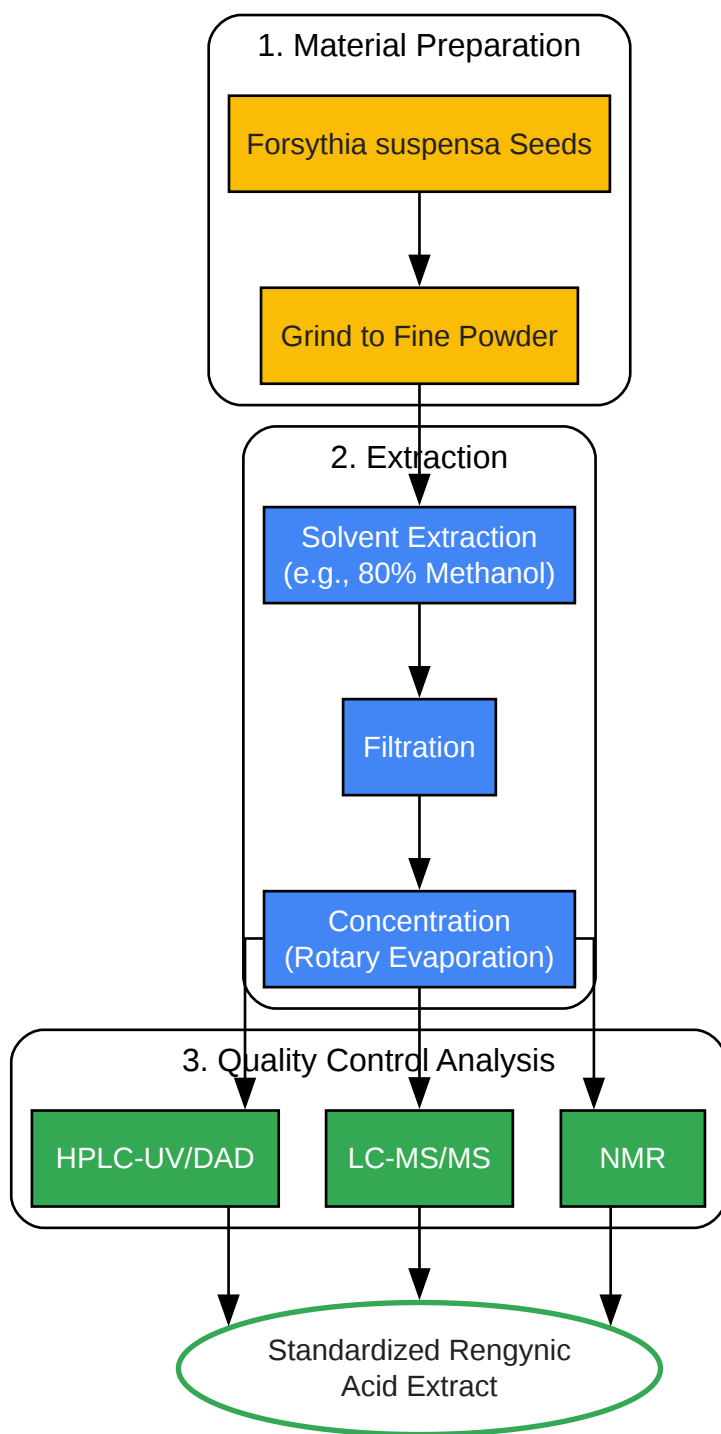 1. Material Preparation
Forsythia suspensa Seeds
Grind to Fine Powder
2. Extraction
Solvent Extraction
(e.g., 80% Methanol)
Filtration
Concentration
(Rotary Evaporation)
3. Quality Control Analysis
HPLC-UV/DAD
LC-MS/MS
NMR
Standardized Rengynic
Acid Extract